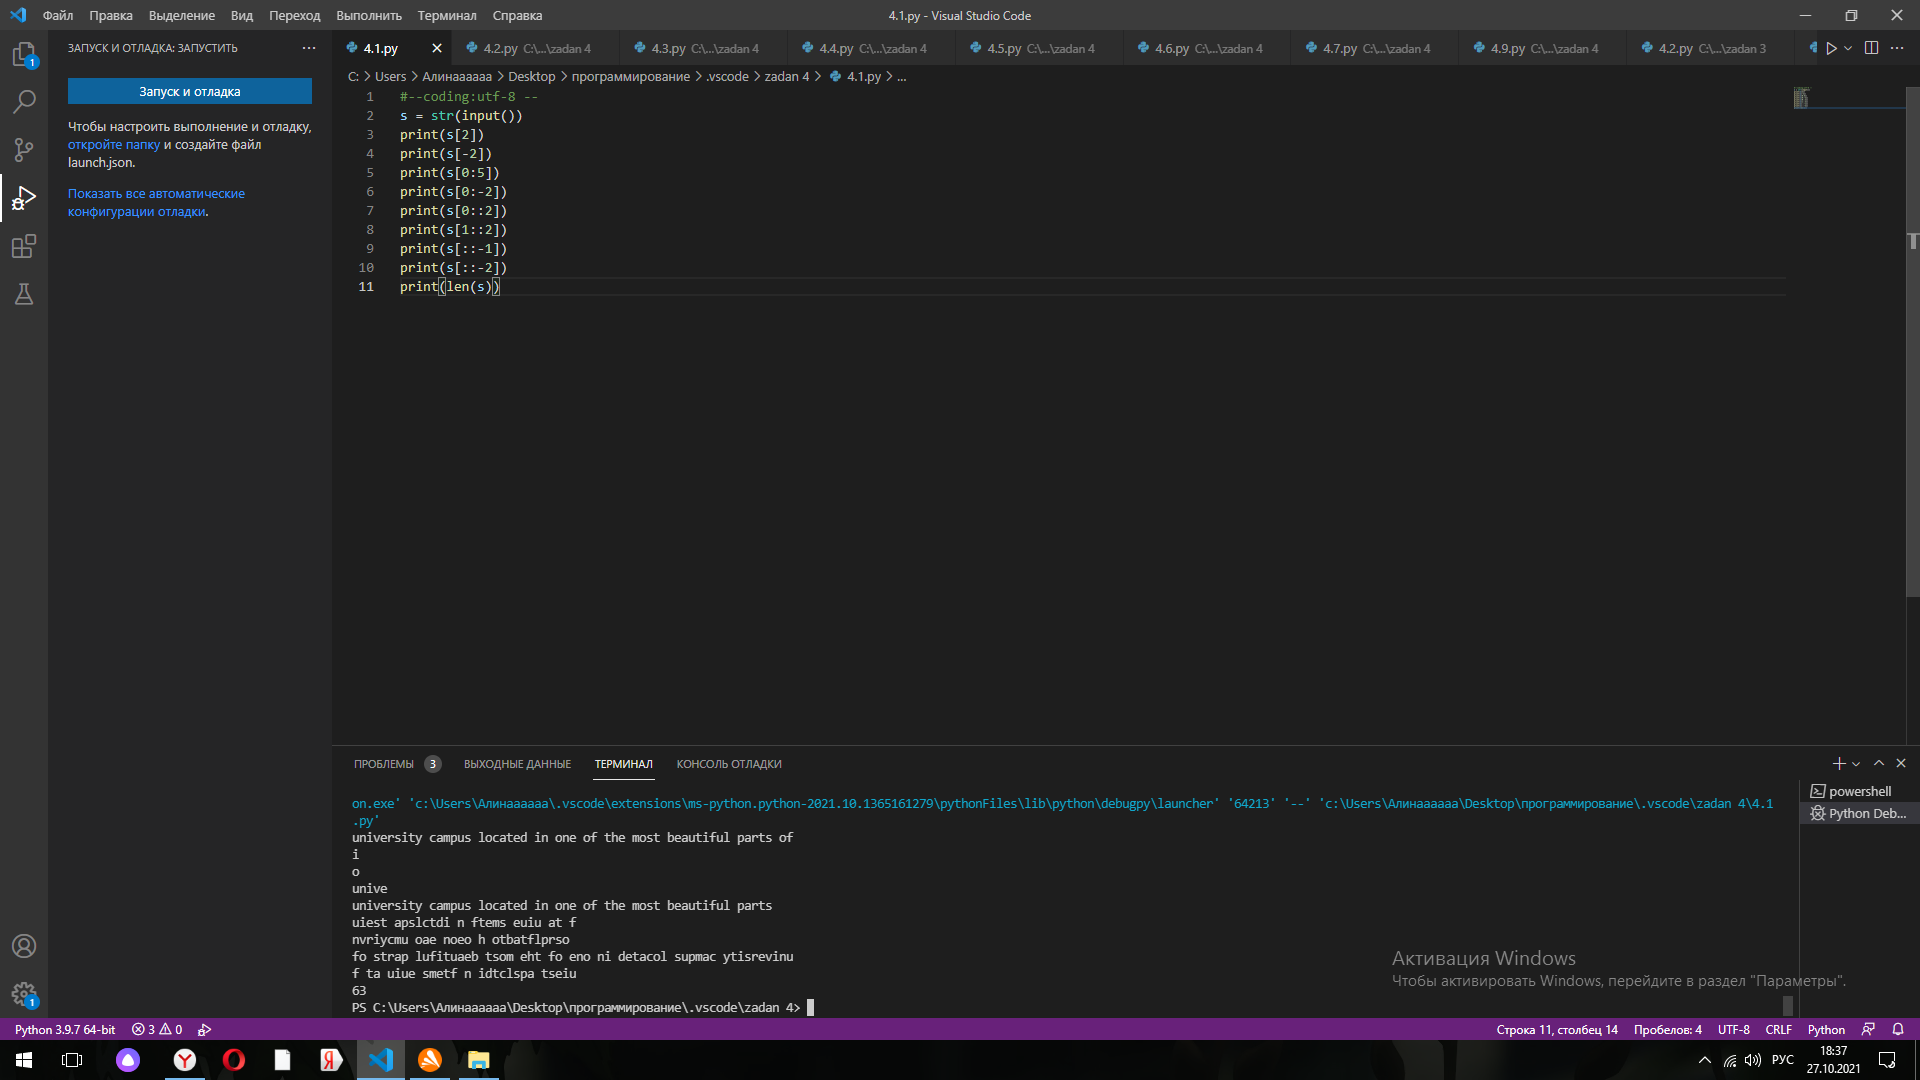 Файл Правка Выделение Вид Переход Выполнить Терминал Справка
4.1.py - Visual Studio Code
ЗАПУСК И ОТЛАДКА: ЗАПУСТИТЬ
4.1.py
4.2.py C:\...\zadan 4
4.3.py C:\...\zadan 4
4.4.py C:\...\zadan 4
4.5.py C:\...\zadan 4
4.6.py C:\...\zadan 4
4.7.py C:\...\zadan 4
4.9.py C:\...\zadan 4
4.2.py C:\...\zadan 3
C: > Users > Алинаааааа > Desktop > программирование > .vscode > zadan 4 > 4.1.py > ...
1
Запуск и отладка
Чтобы настроить выполнение и отладку,
откройте папку и создайте файл
launch.json.
Показать все автоматические
конфигурации отладки.
1 #--coding:utf-8 --
2 s = str(input())
3 print(s[2])
4 print(s[-2])
5 print(s[0:5])
6 print(s[0:-2])
7 print(s[0::2])
8 print(s[1::2])
9 print(s[::-1])
10 print(s[::-2])
11 print(len(s))
ПРОБЛЕМЫ 3 ВЫХОДНЫЕ ДАННЫЕ ТЕРМИНАЛ КОНСОЛЬ ОТЛАДКИ
powershell
Python Deb...
on.exe' 'c:\Users\Алинаааааа\.vscode\extensions\ms-python.python-2021.10.1365161279\pythonFiles\lib\python\debugpy\launcher' '64213' '--' 'c:\Users\Алинаааааа\Desktop\программирование\.vscode\zadan 4\4.1
.py'
university campus located in one of the most beautiful parts of
i
o
unive
university campus located in one of the most beautiful parts
uiest apslctdi n ftems euiu at f
nvriycmu oae noeo h otbatflprso
fo strap lufituaeb tsom eht fo eno ni detacol supmac ytisrevinu
f ta uiue smetf n idtclspa tseiu
63
PS C:\Users\Алинаааааа\Desktop\программирование\.vscode\zadan 4>
Активация Windows
Чтобы активировать Windows, перейдите в раздел "Параметры".
1
Python 3.9.7 64-bit 3 0
Строка 11, столбец 14 Пробелов: 4 UTF-8 CRLF Python
РУС
18:37
27.10.2021